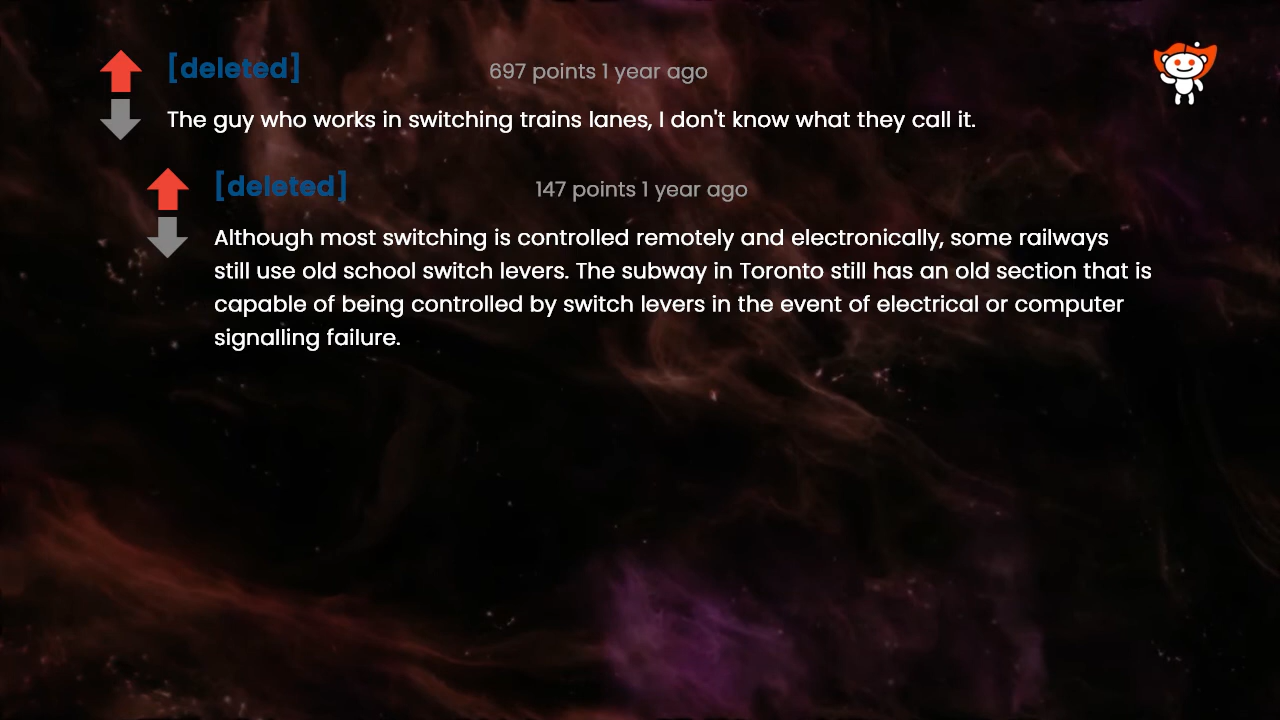 [deleted] 697 points 1 year ago
The guy who works in switching trains lanes, I don't know what they call it.
[deleted] 147 points 1 year ago
Although most switching is controlled remotely and electronically, some railways
still use old school switch levers. The subway in Toronto still has an old section that is
capable of being controlled by switch levers in the event of electrical or computer
signalling failure.